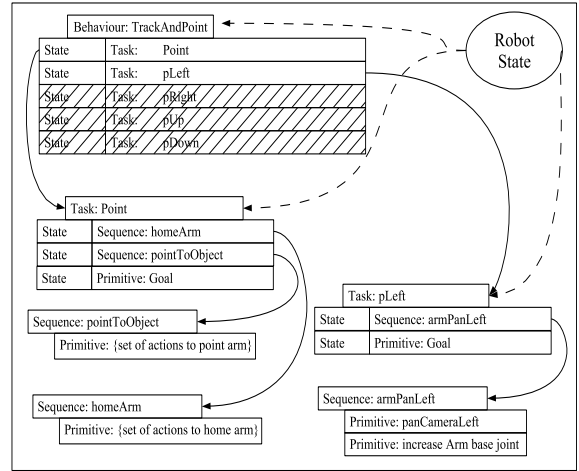 Behaviour: TrackAndPoint
State Task: Point
State Task: pLeft
State Task: pRight
State Task: pUp
State Task: pDown
Robot
State
Task: Point
State Sequence: homeArm
State Sequence: pointToObject
State Primitive: Goal
Task: pLeft
State Sequence: armPanLeft
State Primitive: Goal
Sequence: pointToObject
Primitive: {set of actions to point arm}
Sequence: homeArm
Primitive: {set of actions to home arm}
Sequence: armPanLeft
Primitive: panCameraLeft
Primitive: increase Arm base joint